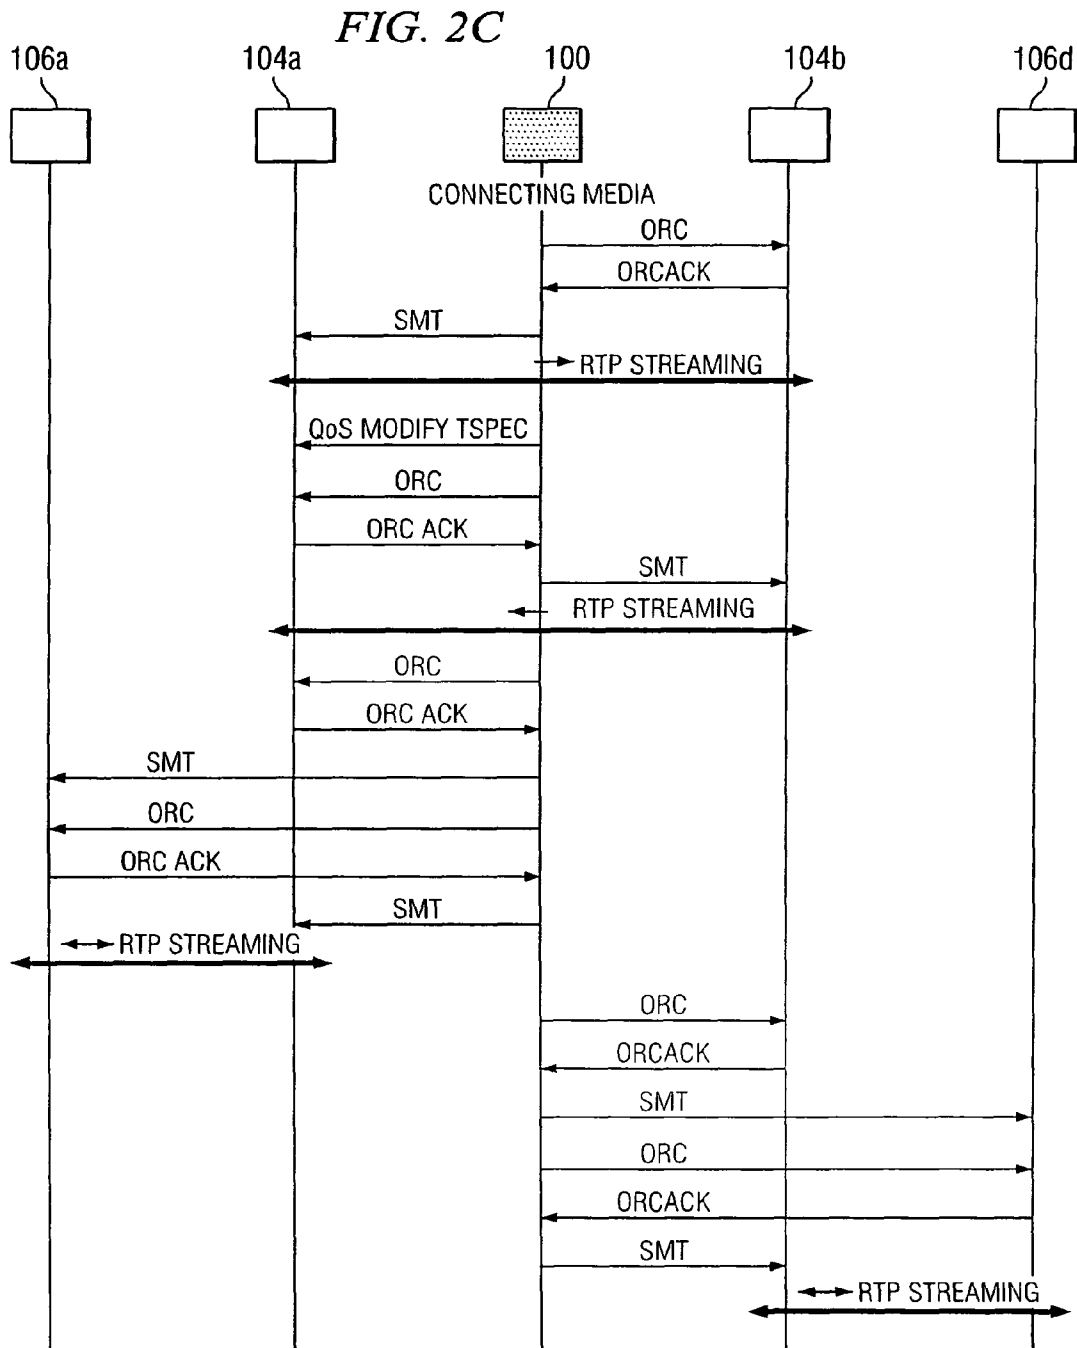 FIG. 2C
106a 104a 100 104b 106d
CONNECTING MEDIA
ORC
ORCACK
SMT
RTP STREAMING
QoS MODIFY TSPEC
ORC
ORC ACK
SMT
RTP STREAMING
ORC
ORC ACK
SMT
ORC
ORC ACK
SMT
RTP STREAMING
ORC
ORCACK
SMT
ORC
ORCACK
SMT
RTP STREAMING